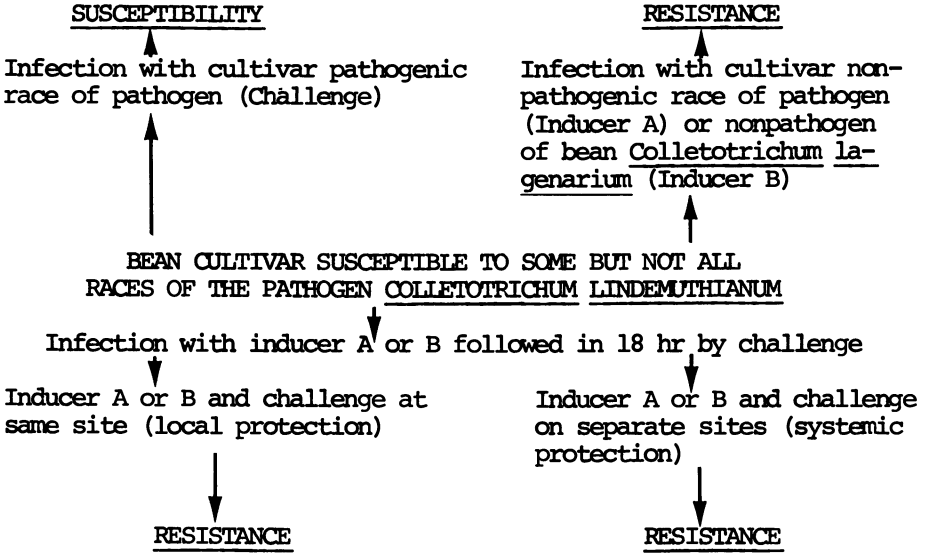 SUSCEPTIBILITY
RESISTANCE
Infection with cultivar pathogenic
race of pathogen (Challenge)
Infection with cultivar non-
pathogenic race of pathogen
(Inducer A) or nonpathogen
of bean Colletotrichum la-
genarium (Inducer B)
BEAN CULTIVAR SUSCEPTIBLE TO SOME BUT NOT ALL
RACES OF THE PATHOGEN COLLETOTRICHUM LINDEMUTHIANUM
Infection with inducer A or B followed in 18 hr by challenge
Inducer A or B and challenge at
same site (local protection)
Inducer A or B and challenge
on separate sites (systemic
protection)
RESISTANCE
RESISTANCE